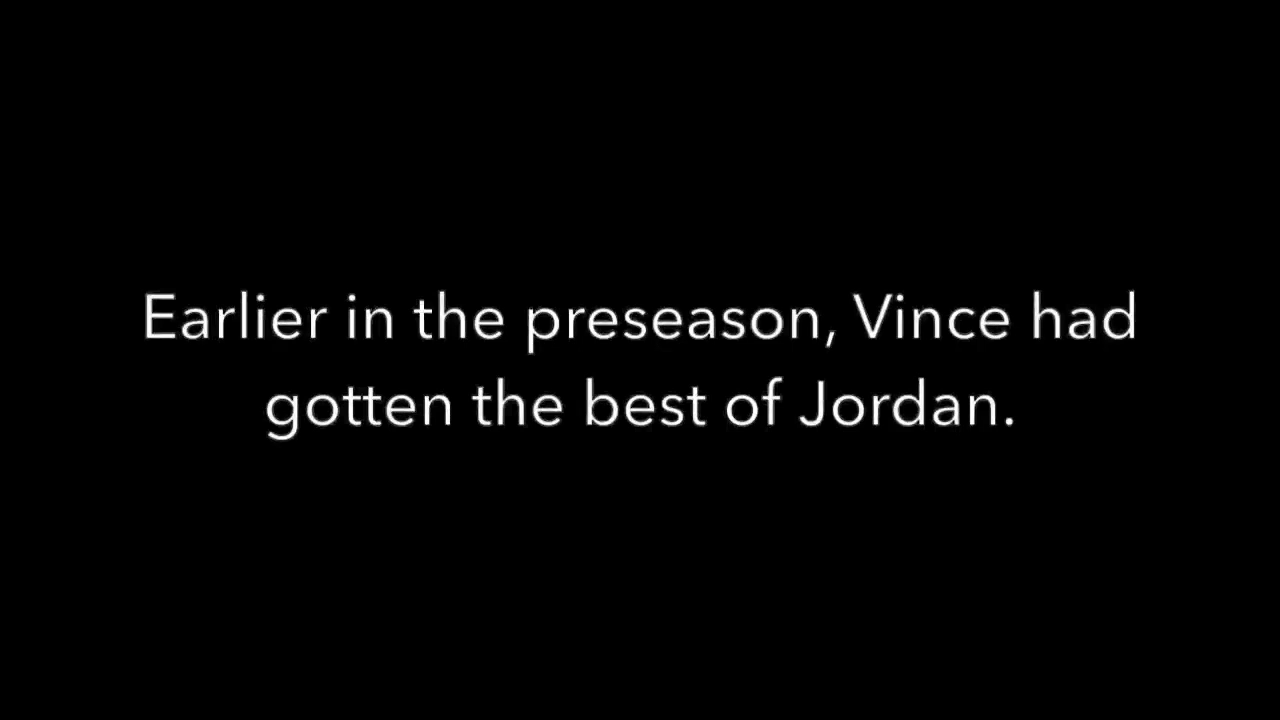 Earlier in the preseason, Vince had
gotten the best of Jordan.